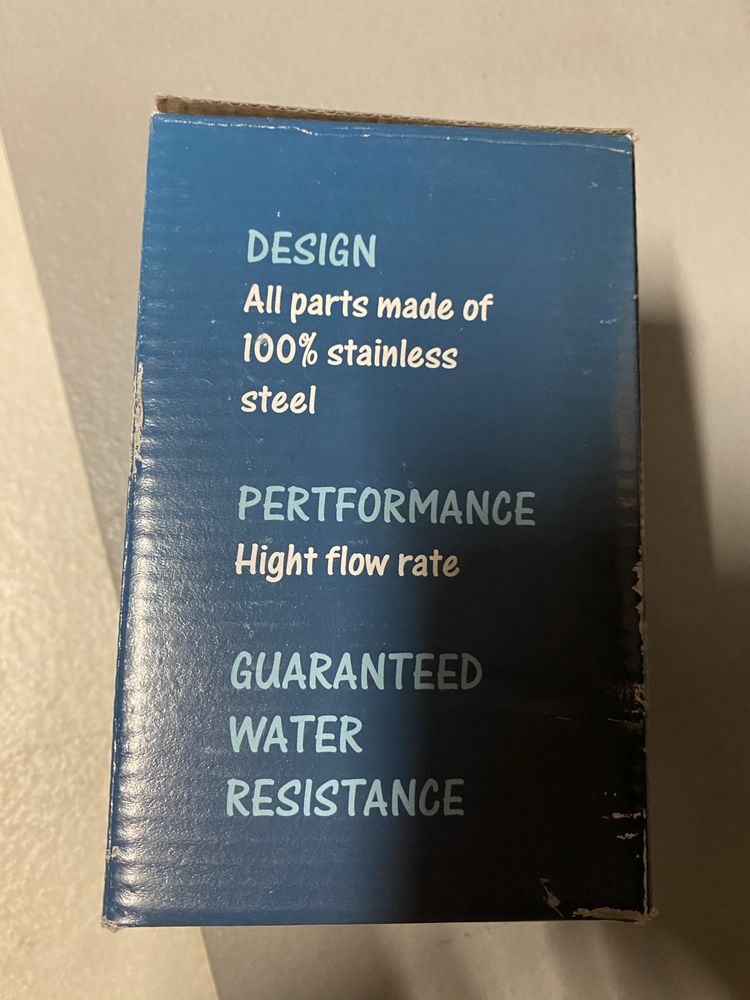 DESIGN
All parts made of
100% stainless
steel
PERTFORMANCE
Hight flow rate
GUARANTEED
WATER
RESISTANCE